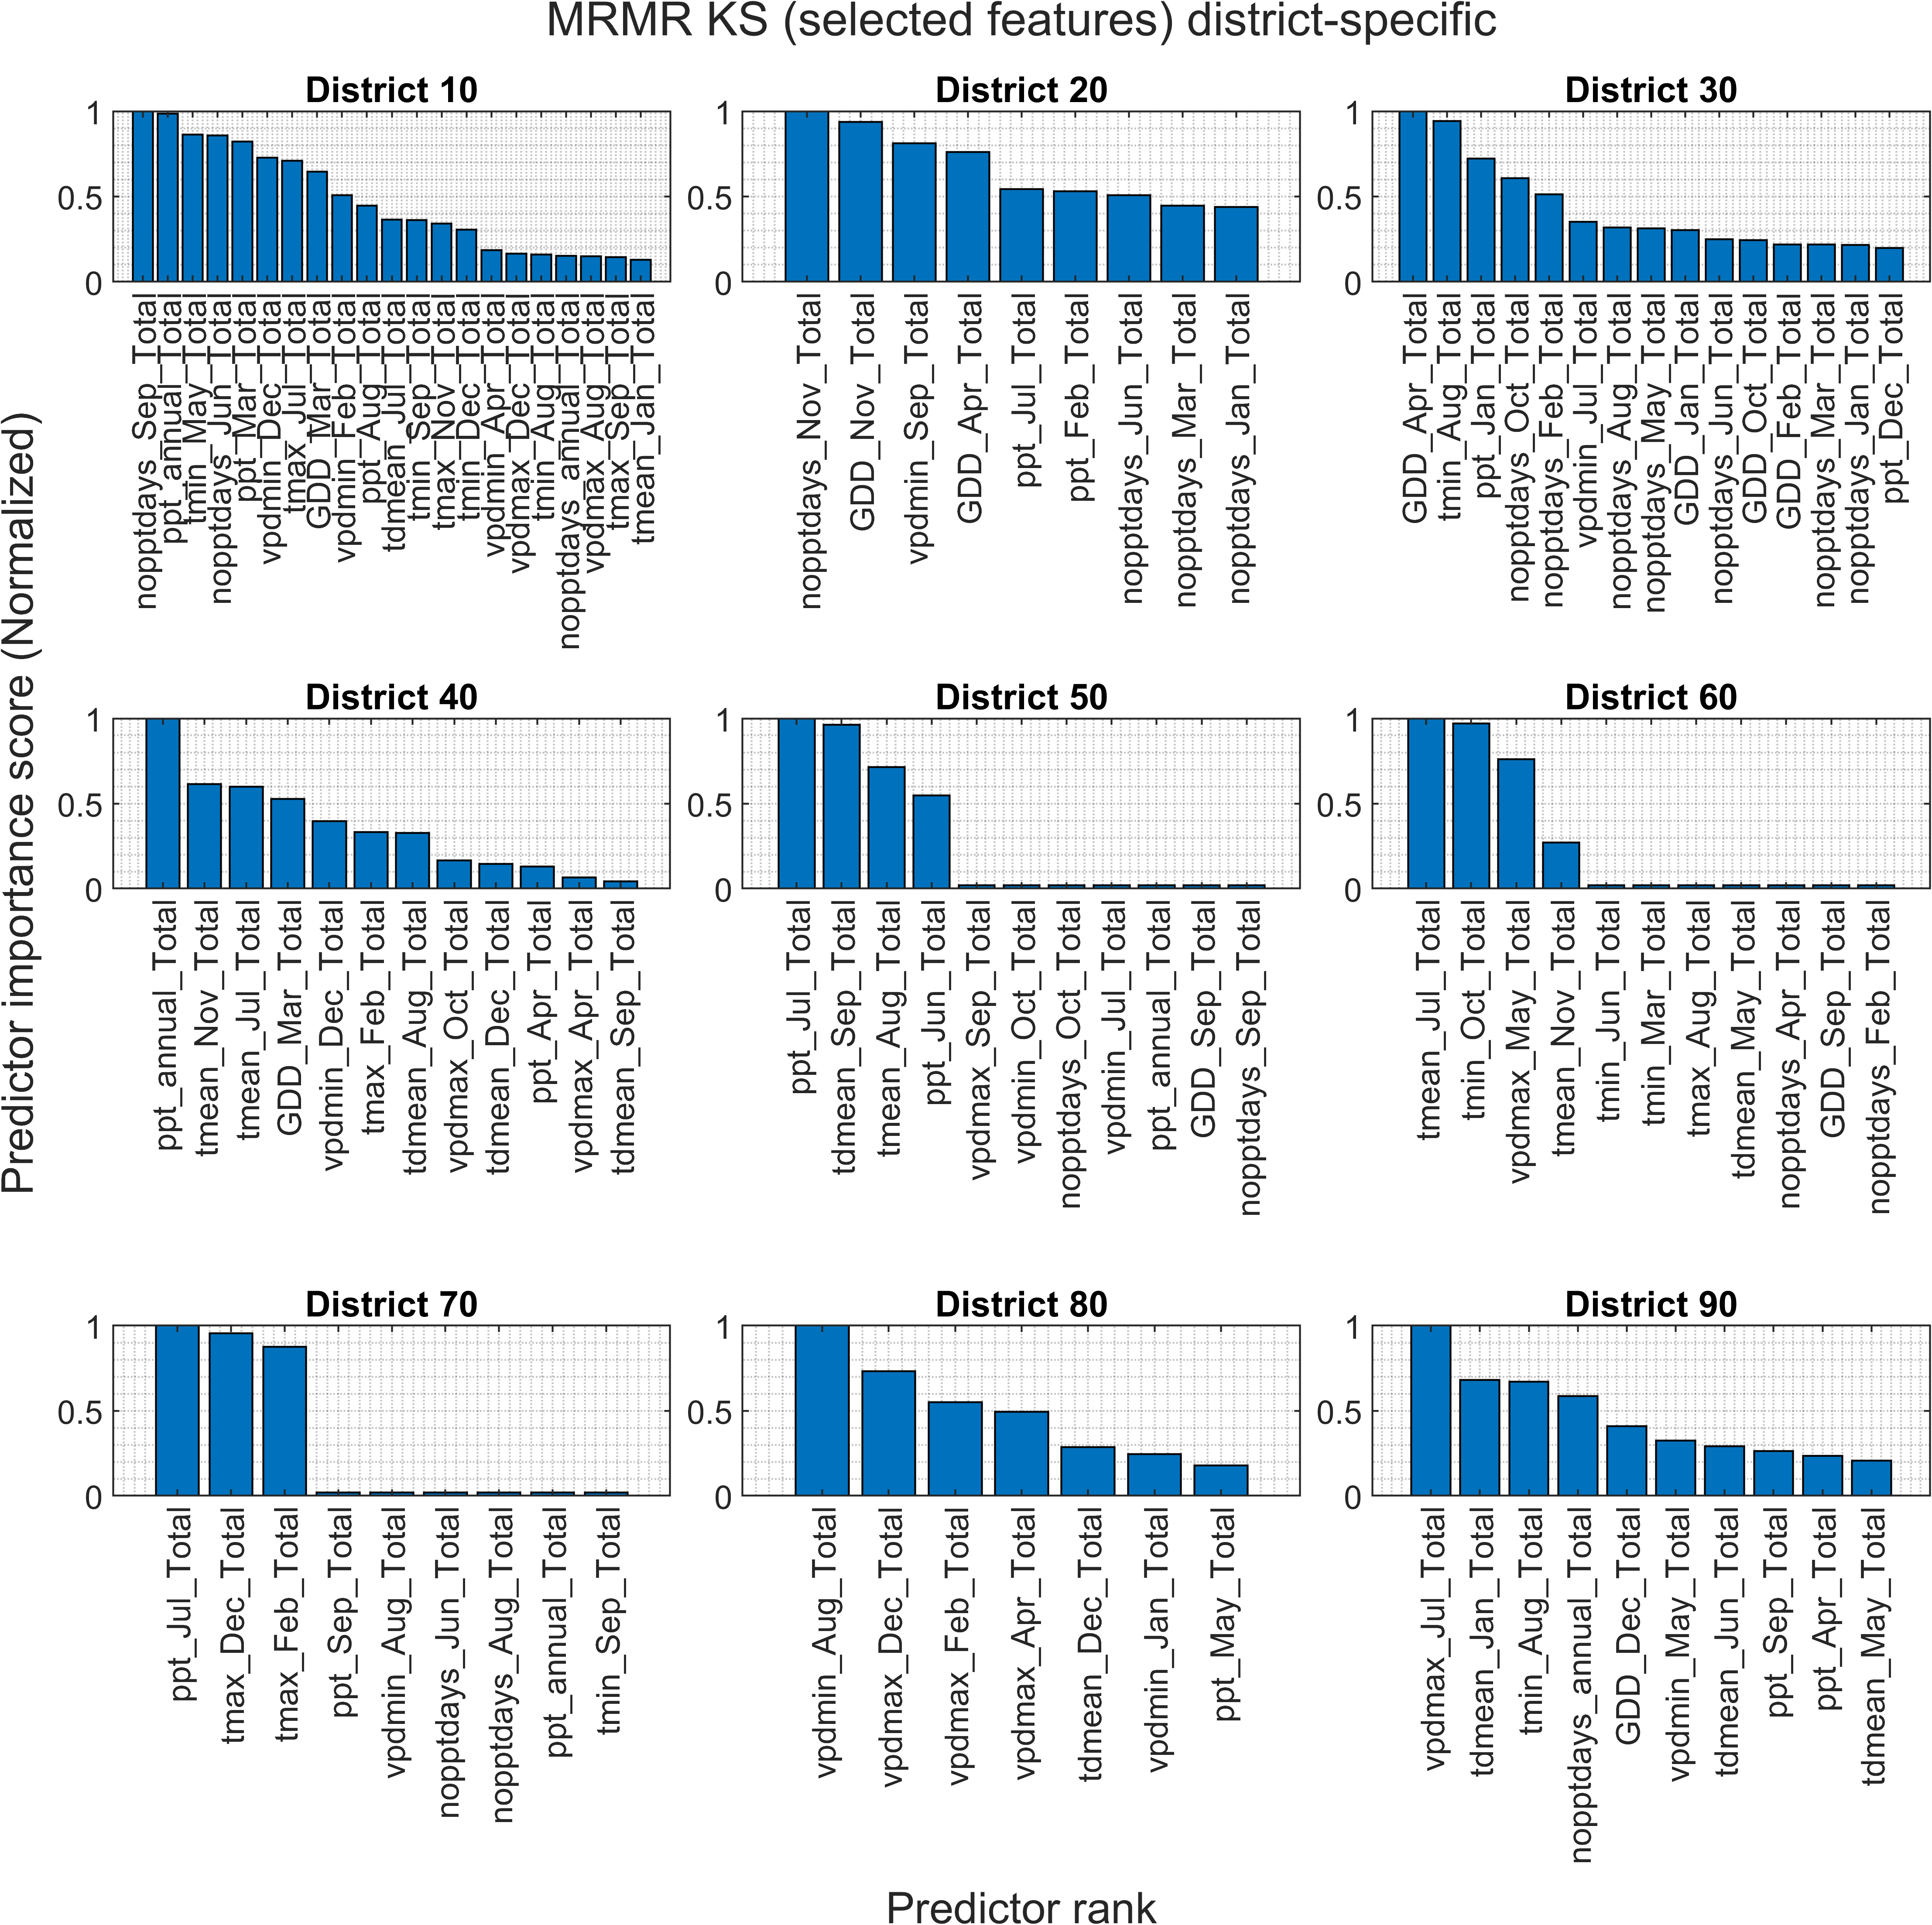 MRMR KS (selected features) district-specific
Predictor importance score (Normalized)
District 10
1
0.5
0
nopptdays_Sep_Total
ppt_annual_Total
tmin_May_Total
nopptdays_Jun_Total
ppt_Mar_Total
vpdmin_Dec_Total
tmax_Jul_Total
GDD_Mar_Total
vpdmin_Feb_Total
ppt_Aug_Total
tdmean_Jul_Total
tmin_Sep_Total
tmax_Nov_Total
tmin_Dec_Total
vpdmin_Apr_Total
vpdmax_Dec_Total
tmin_Aug_Total
nopptdays_annual_Total
vpdmax_Aug_Total
tmax_Sep_Total
tmean_Jan_Total
District 20
1
0.5
0
nopptdays_Nov_Total
GDD_Nov_Total
vpdmin_Sep_Total
GDD_Apr_Total
ppt_Jul_Total
ppt_Feb_Total
nopptdays_Jun_Total
nopptdays_Mar_Total
nopptdays_Jan_Total
District 30
1
0.5
0
GDD_Apr_Total
tmin_Aug_Total
ppt_Jan_Total
nopptdays_Oct_Total
nopptdays_Feb_Total
vpdmin_Jul_Total
nopptdays_Aug_Total
nopptdays_May_Total
GDD_Jan_Total
nopptdays_Jun_Total
GDD_Oct_Total
GDD_Feb_Total
nopptdays_Mar_Total
nopptdays_Jan_Total
ppt_Dec_Total
District 40
1
0.5
0
ppt_annual_Total
tmean_Nov_Total
tmean_Jul_Total
GDD_Mar_Total
vpdmin_Dec_Total
tmax_Feb_Total
tdmean_Aug_Total
vpdmax_Oct_Total
tdmean_Dec_Total
ppt_Apr_Total
vpdmax_Apr_Total
tdmean_Sep_Total
District 50
1
0.5
0
ppt_Jul_Total
tdmean_Sep_Total
tmean_Aug_Total
ppt_Jun_Total
vpdmax_Sep_Total
vpdmin_Oct_Total
nopptdays_Oct_Total
vpdmin_Jul_Total
ppt_annual_Total
GDD_Sep_Total
nopptdays_Sep_Total
District 60
1
0.5
0
tmean_Jul_Total
tmin_Oct_Total
vpdmax_May_Total
tmean_Nov_Total
tmin_Jun_Total
tmin_Mar_Total
tmax_Aug_Total
tdmean_May_Total
nopptdays_Apr_Total
GDD_Sep_Total
nopptdays_Feb_Total
District 70
1
0.5
0
ppt_Jul_Total
tmax_Dec_Total
tmax_Feb_Total
ppt_Sep_Total
vpdmin_Aug_Total
nopptdays_Jun_Total
nopptdays_Aug_Total
ppt_annual_Total
tmin_Sep_Total
District 80
1
0.5
0
vpdmin_Aug_Total
vpdmax_Dec_Total
vpdmax_Feb_Total
vpdmax_Apr_Total
tdmean_Dec_Total
vpdmin_Jan_Total
ppt_May_Total
District 90
1
0.5
0
vpdmax_Jul_Total
tdmean_Jan_Total
tmin_Aug_Total
nopptdays_annual_Total
GDD_Dec_Total
vpdmin_May_Total
tdmean_Jun_Total
ppt_Sep_Total
ppt_Apr_Total
tdmean_May_Total
Predictor rank